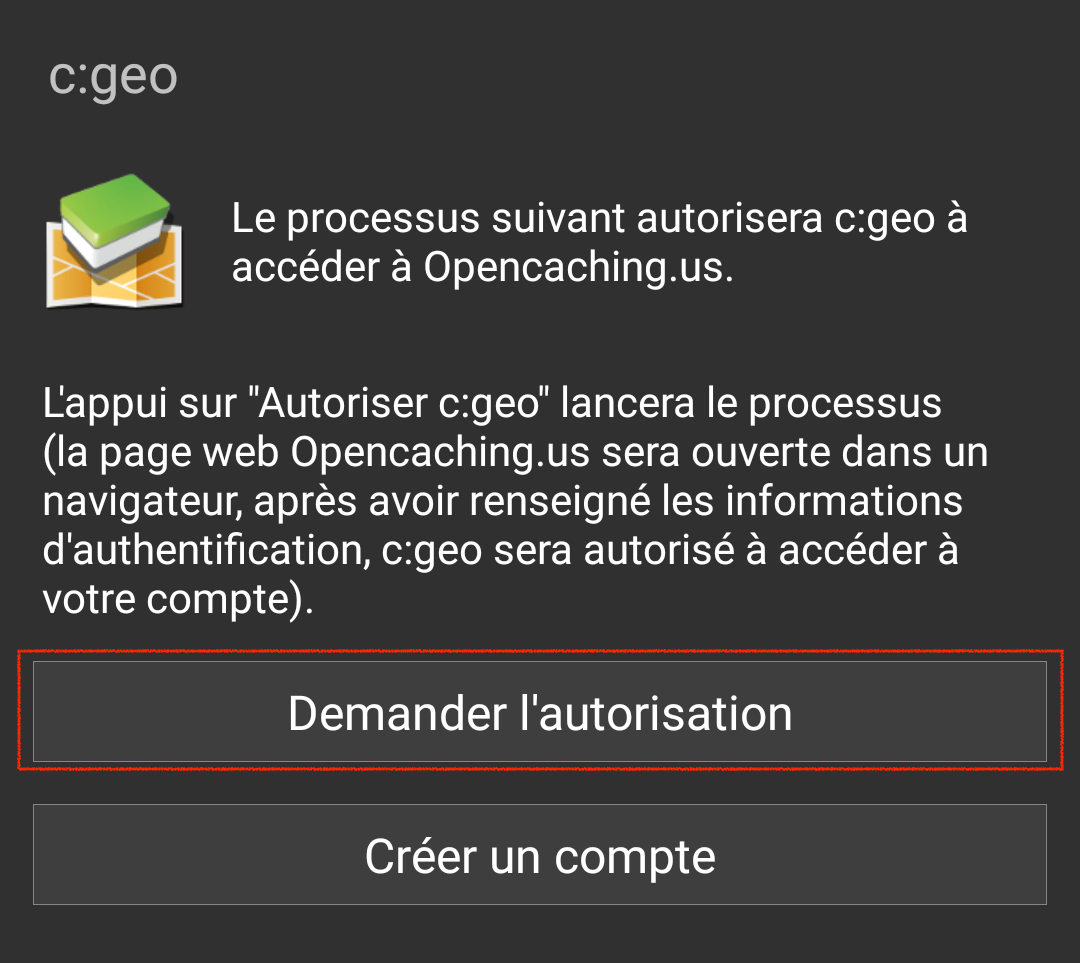 c:geo
Le processus suivant autorisera c:geo à
accéder à Opencaching.us.
L'appui sur "Autoriser c:geo" lancera le processus
(la page web Opencaching.us sera ouverte dans un
navigateur, après avoir renseigné les informations
d'authentification, c:geo sera autorisé à accéder à
votre compte).
Demander l'autorisation
Créer un compte